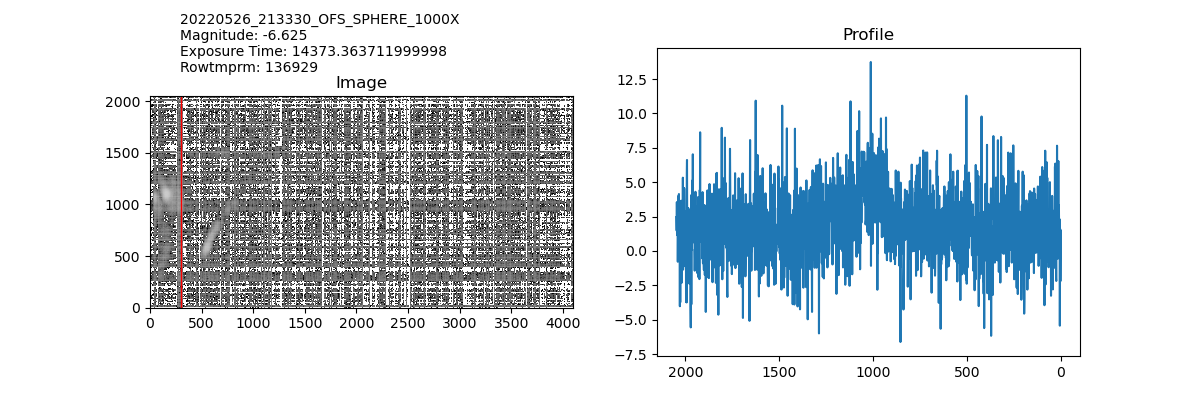 20220526_213330_OFS_SPHERE_1000X
Magnitude: -6.625
Exposure Time: 14373.363711999998
Rowtmprm: 136929
Image
2000
1500
1000
500
0
0 500 1000 1500 2000 2500 3000 3500 4000
Profile
12.5
10.0
7.5
5.0
2.5
0.0
−2.5
−5.0
−7.5
2000 1500 1000 500 0